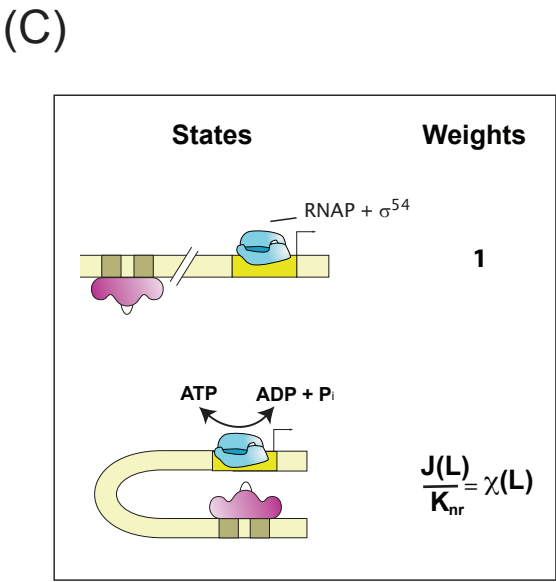 (C)
States Weights
RNAP + σ⁵⁴
1
ATP ADP + Pi
J(L)/Knr = χ(L)